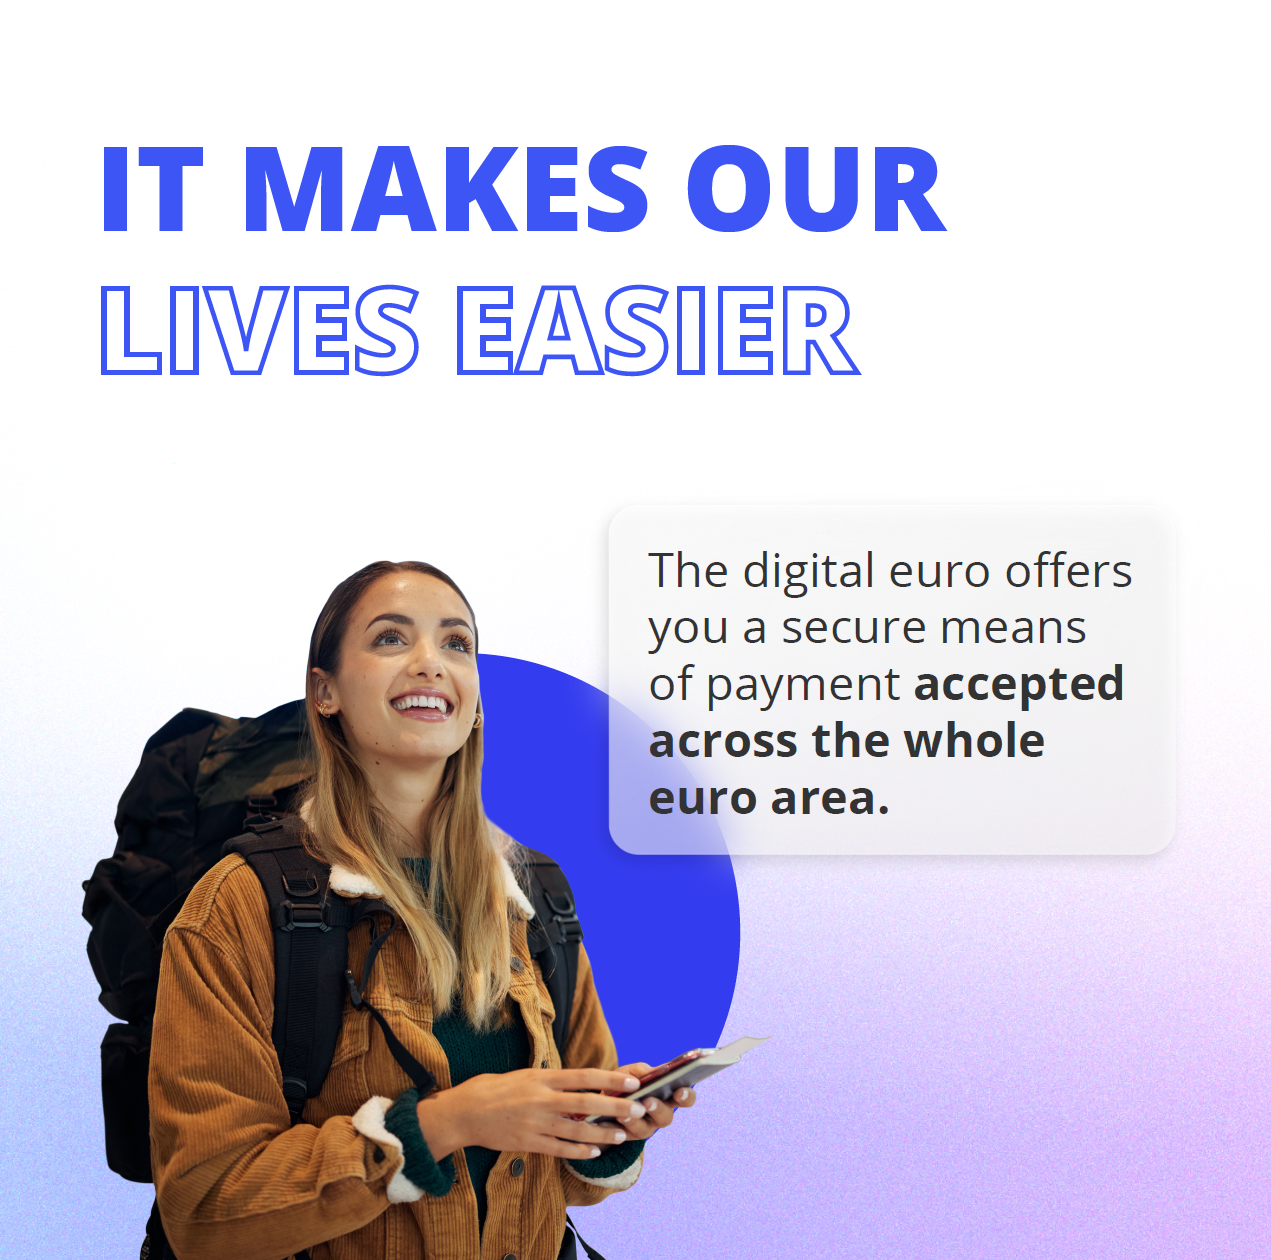 IT MAKES OUR
LIVES EASIER
The digital euro offers
you a secure means
of payment accepted
across the whole
euro area.